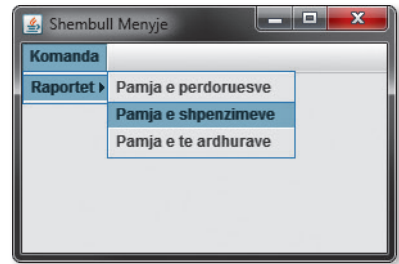 Shembull Menyje
Komanda
Raportet Pamja e perdoruesve
Pamja e shpenzimeve
Pamja e te ardhurave